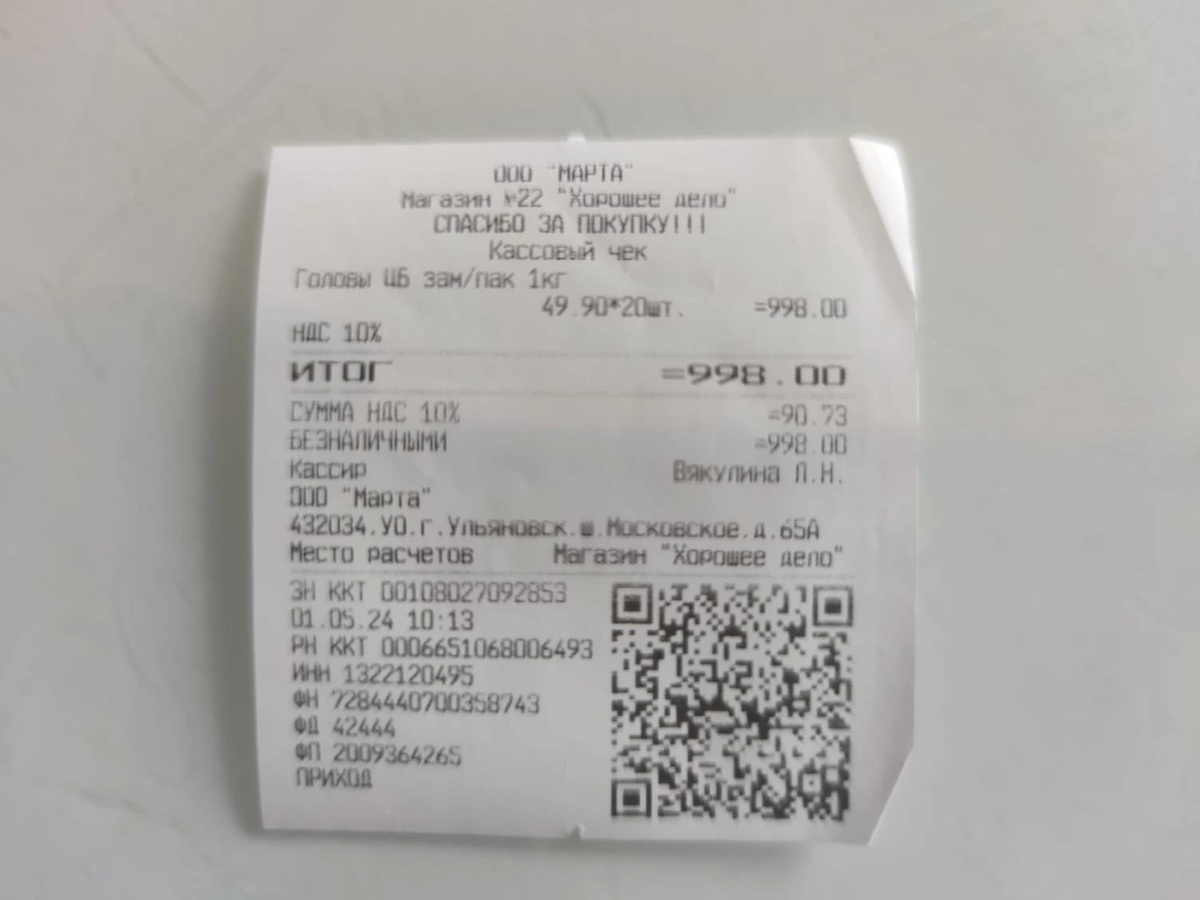 ООО "МАРТА"
Магазин №22 "Хорошее дело"
СПАСИБО ЗА ПОКУПКУ!!!
Кассовый чек
Головы ЦБ зам/пак 1кг
49.90*20шт. =998.00
НДС 10%
ИТОГ =998.00
СУММА НДС 10% =90.73
БЕЗНАЛИЧНЫМИ =998.00
Кассир Вякулина Л.Н.
ООО "Марта"
432034.УО.г.Ульяновск.ш.Московское.д.65А
Место расчетов Магазин "Хорошее дело"
ЗН ККТ 00108027092853
01.05.24 10:13
РН ККТ 0006651068006493
ИНН 1322120495
ФН 7284440700358743
ФД 42444
ФП 2009364265
ПРИХОД